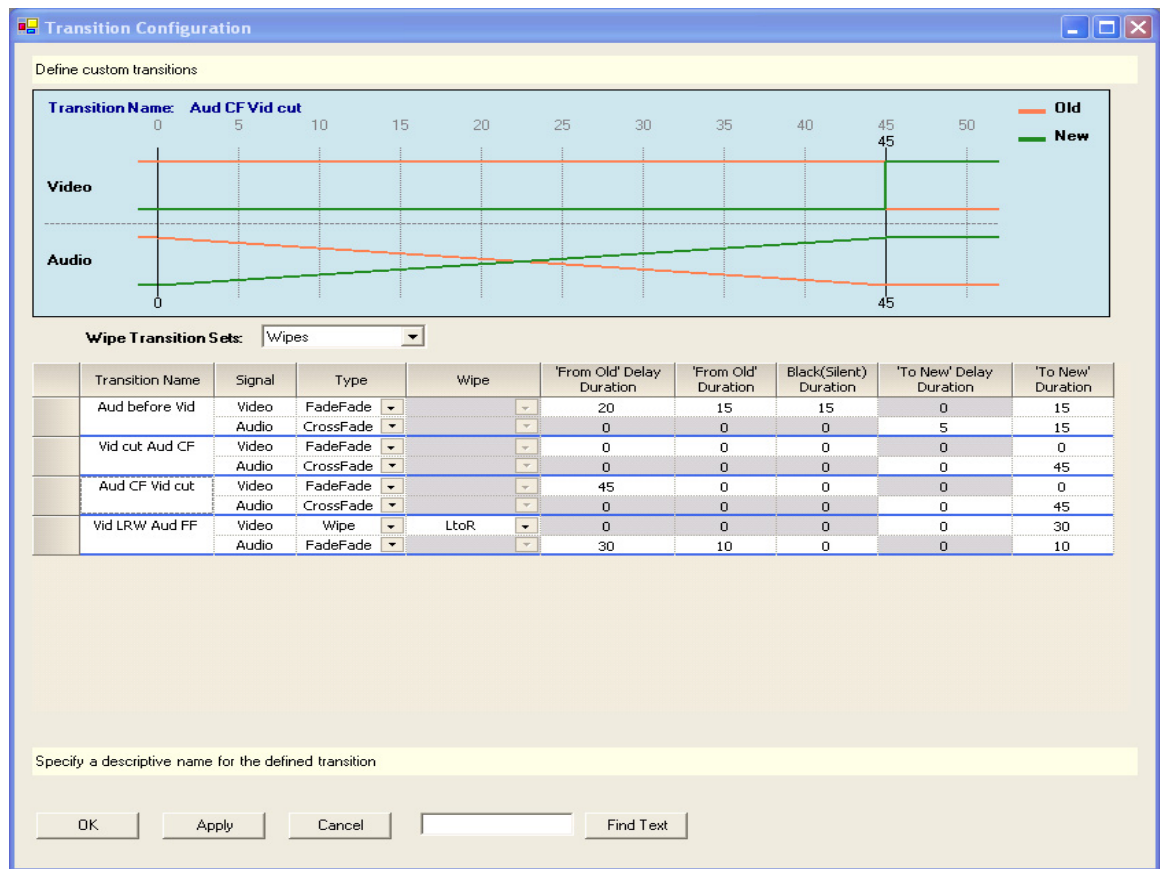 Transition Configuration
Define custom transitions
Transition Name: Aud CF Vid cut
Old
0 5 10 15 20 25 30 35 40 45 50
45
New
Video
Audio
0 45
Wipe Transition Sets: Wipes
Transition Name Signal Type Wipe 'From Old' Delay Duration 'From Old' Duration Black(Silent) Duration 'To New' Delay Duration 'To New' Duration
Aud before Vid Video FadeFade 20 15 15 0 15
Audio CrossFade 0 0 0 5 15
Vid cut Aud CF Video FadeFade 0 0 0 0 0
Audio CrossFade 0 0 0 0 45
Aud CF Vid cut Video FadeFade 45 0 0 0 0
Audio CrossFade 0 0 0 0 45
Vid LRW Aud FF Video Wipe LtoR 0 0 0 0 30
Audio FadeFade 30 10 0 0 10
Specify a descriptive name for the defined transition
OK Apply Cancel Find Text